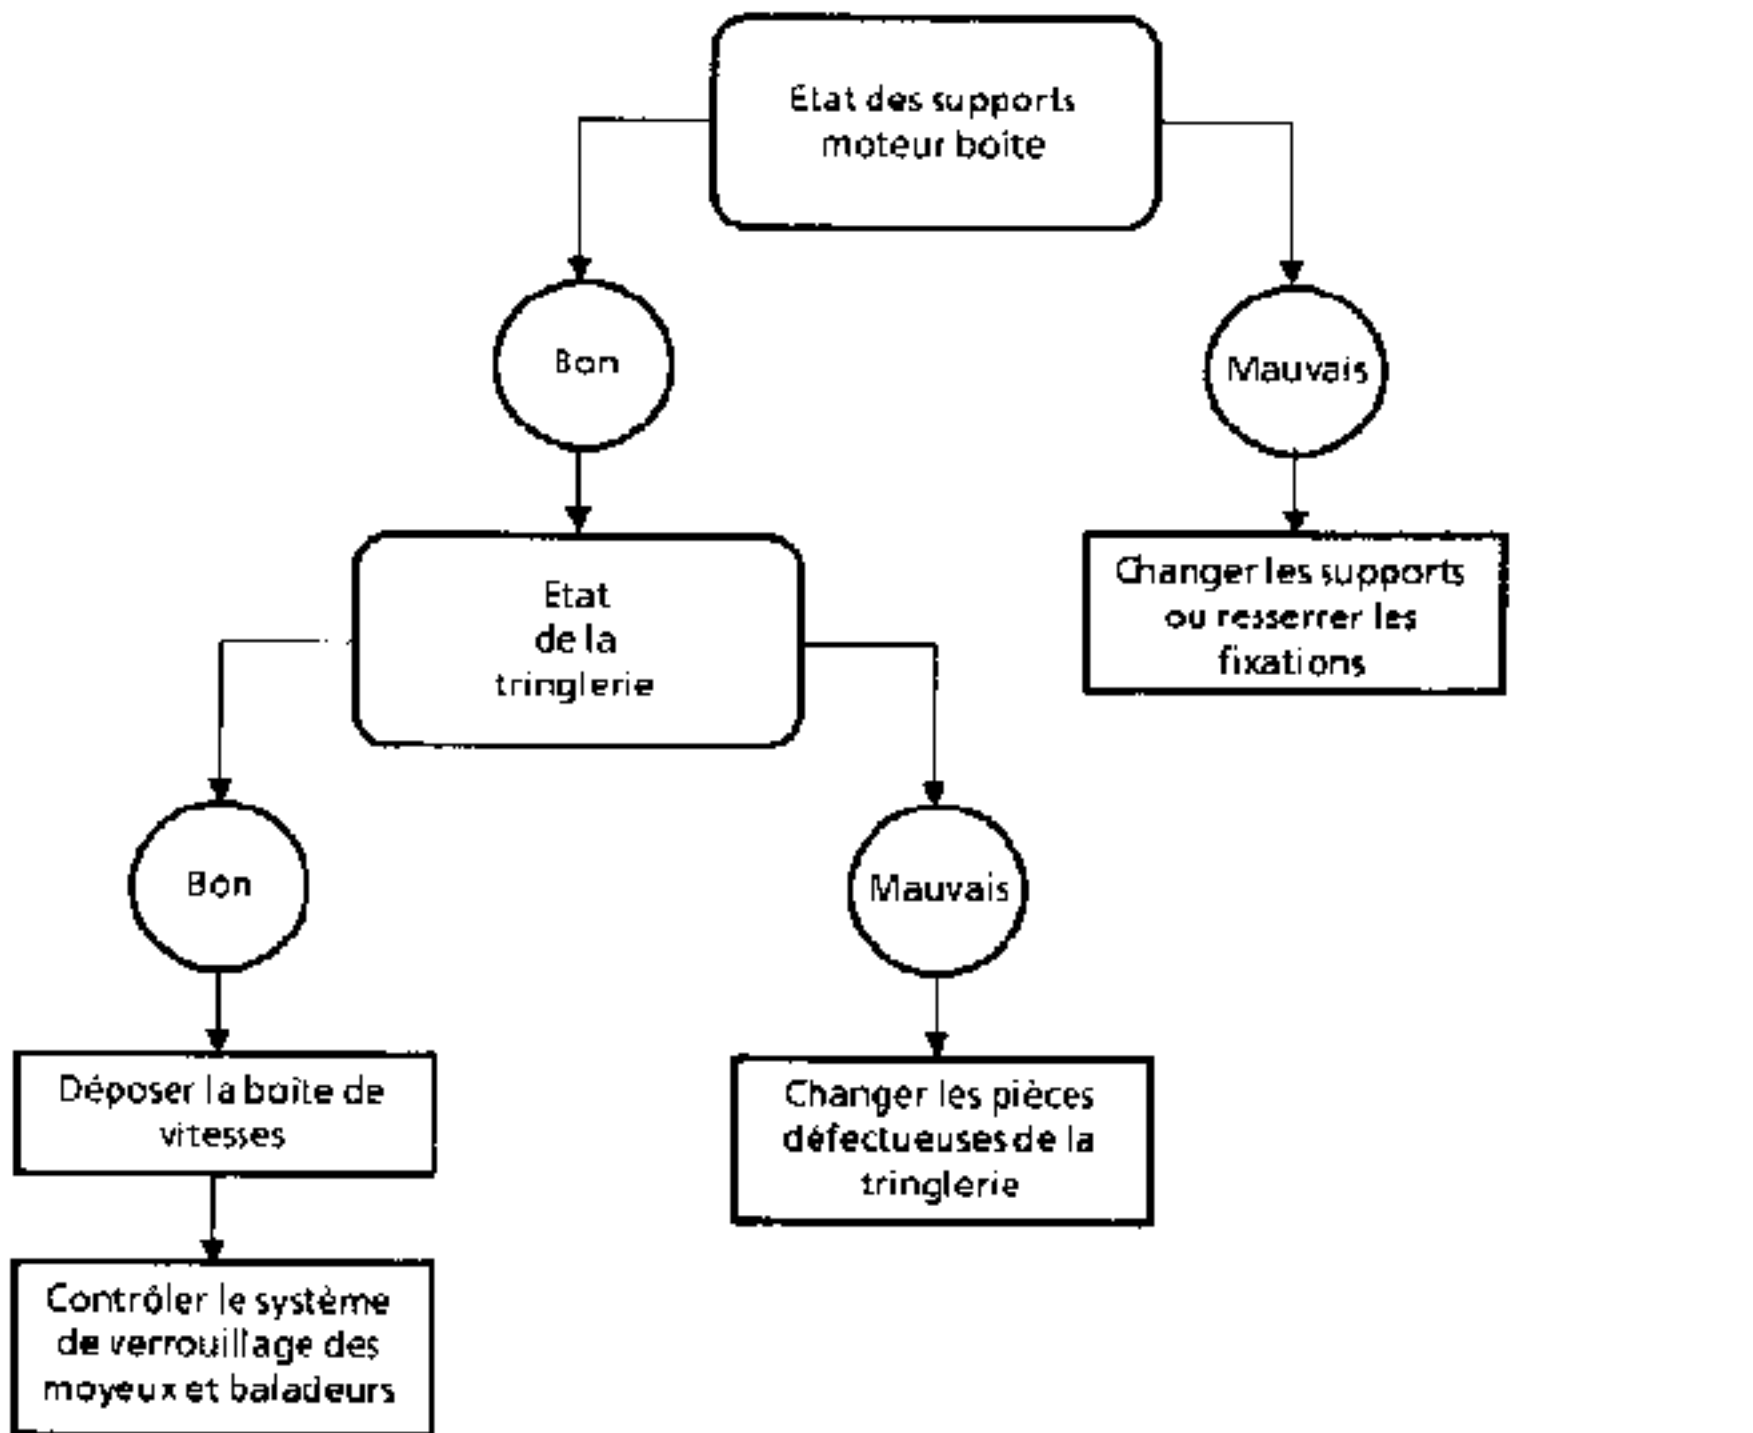 Etat des supports
moteur boite
Bon
Mauvais
Etat
de la
tringlerie
Changer les supports
ou resserrer les
fixations
Bon
Mauvais
Déposer la boîte de
vitesses
Changer les pièces
défectueuses de la
tringlerie
Contrôler le système
de verrouillage des
moyeux et baladeurs